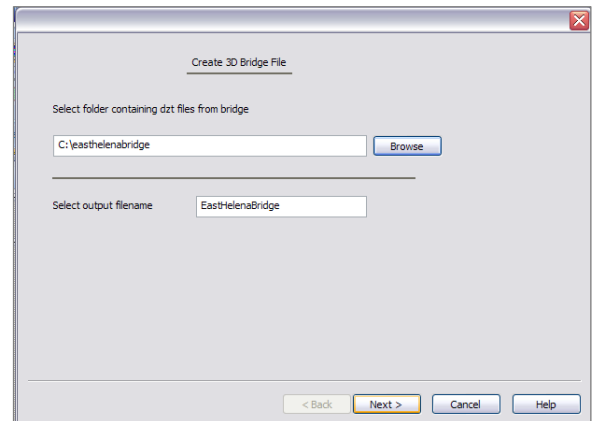 Create 3D Bridge File
Select folder containing dzt files from bridge
C:\easthelenabridge
Browse
Select output filename
EastHelenaBridge
< Back
Next >
Cancel
Help